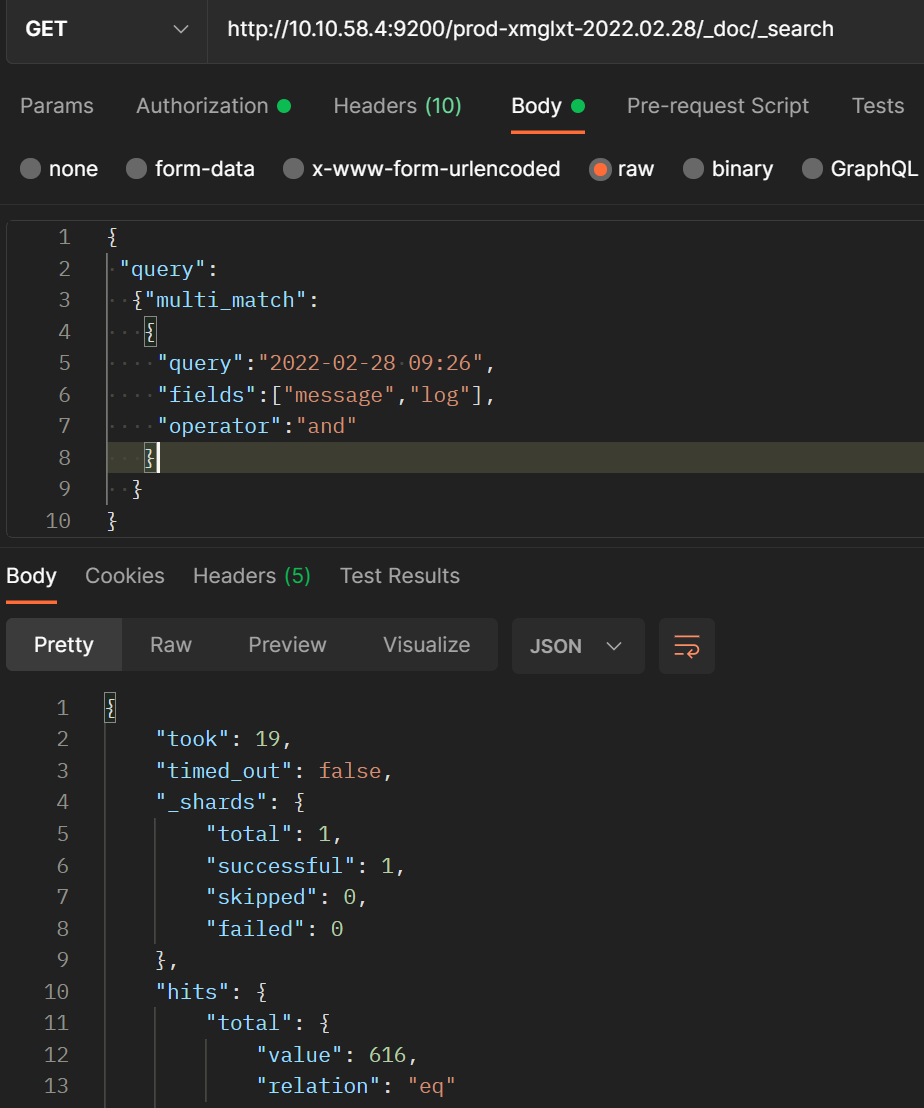 GET http://10.10.58.4:9200/prod-xmglxt-2022.02.28/_doc/_search
Params Authorization Headers (10) Body Pre-request Script Tests
none form-data x-www-form-urlencoded raw binary GraphQL
1 {
2 "query":
3 {"multi_match":
4 {
5 "query":"2022-02-28 09:26",
6 "fields":["message","log"],
7 "operator":"and"
8 }
9 }
10 }
Body Cookies Headers (5) Test Results
Pretty Raw Preview Visualize JSON
1 {
2 "took": 19,
3 "timed_out": false,
4 "_shards": {
5 "total": 1,
6 "successful": 1,
7 "skipped": 0,
8 "failed": 0
9 },
10 "hits": {
11 "total": {
12 "value": 616,
13 "relation": "eq"